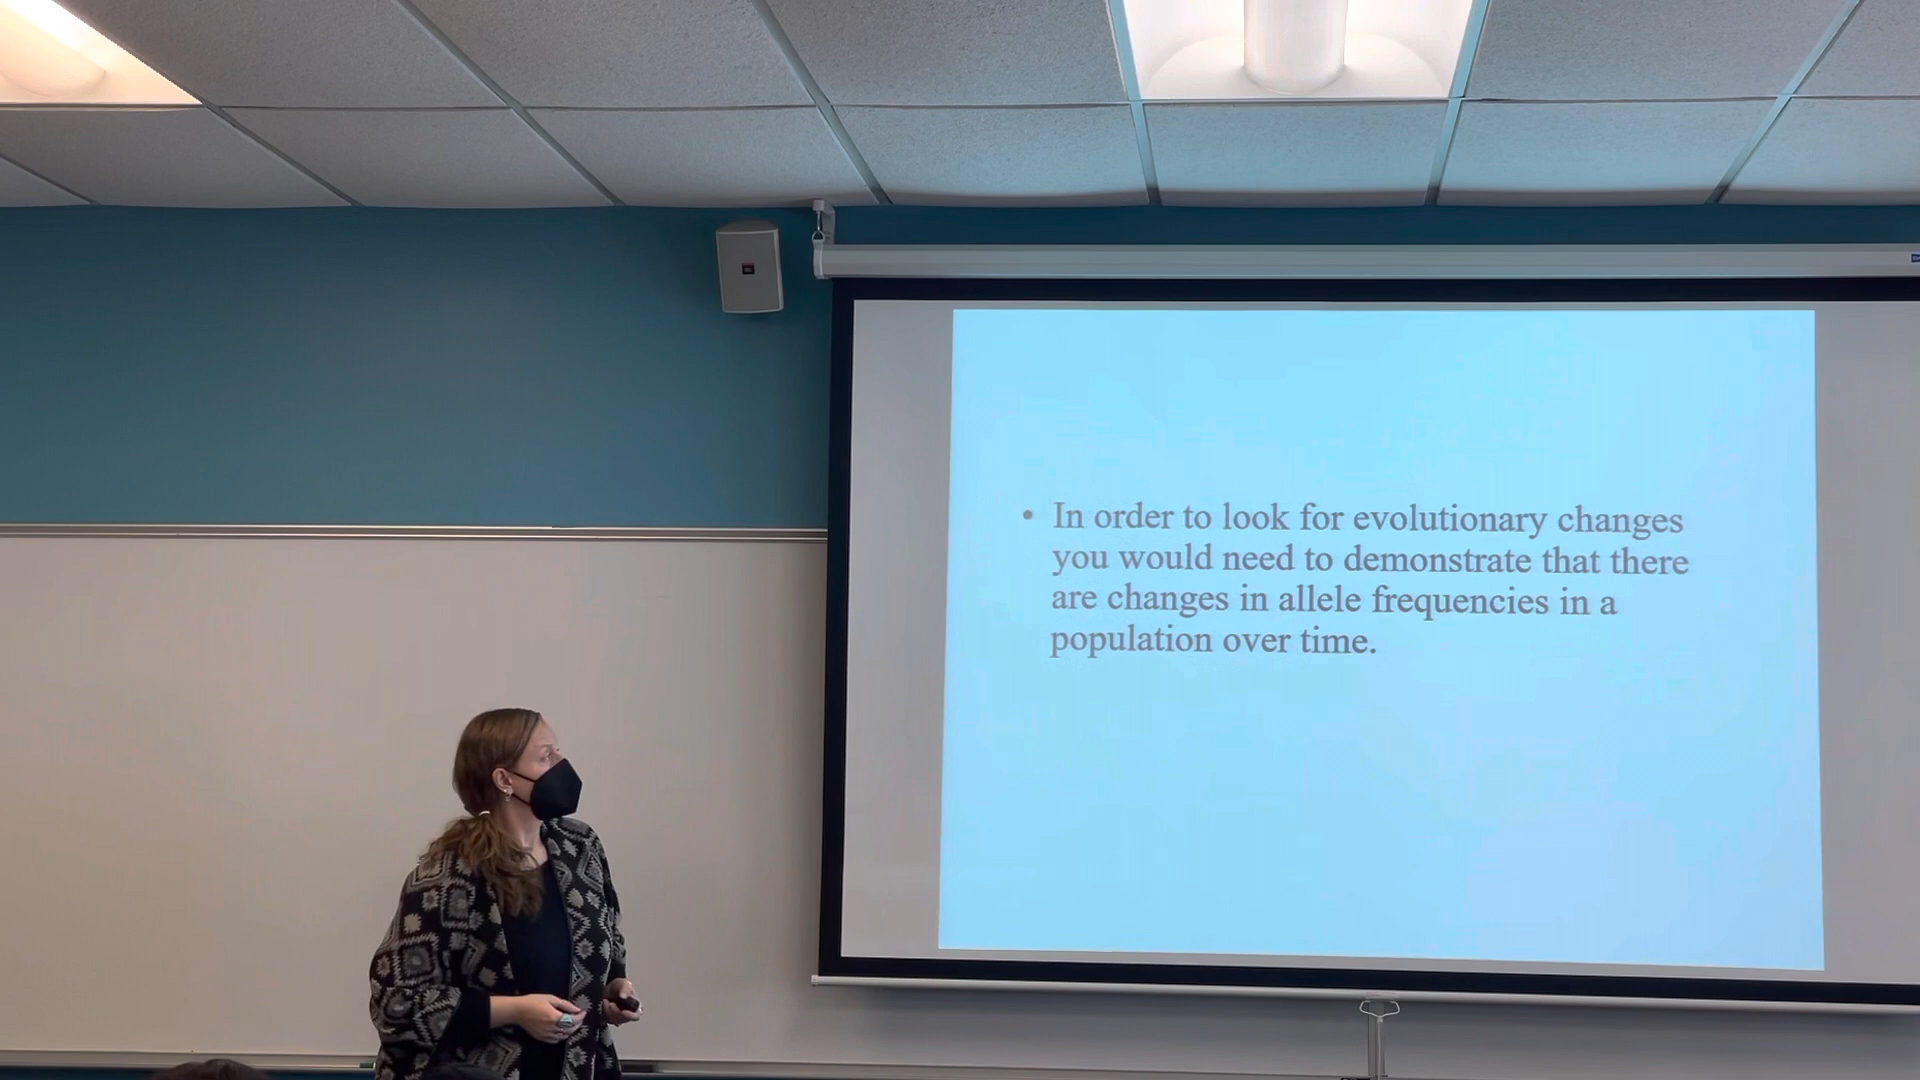 • In order to look for evolutionary changes
you would need to demonstrate that there
are changes in allele frequencies in a
population over time.